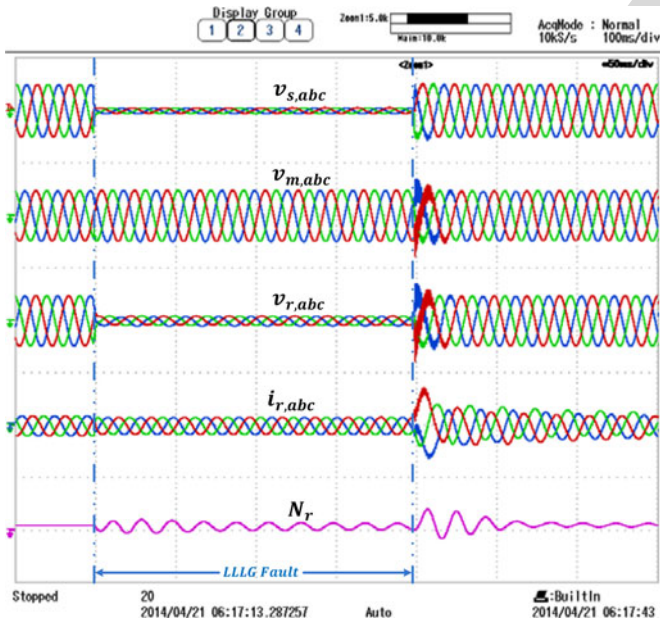 Display Group
1 2 3 4
Zoom1:5.0k
Main:10.0k
AcqMode : Normal
10kS/s 100ms/div
<Zoom1>
50ms/div
v_s,abc
v_m,abc
v_r,abc
i_r,abc
N_r
LLLG Fault
Stopped 20
2014/04/21 06:17:13.287257 Auto
:BuiltIn
2014/04/21 06:17:43